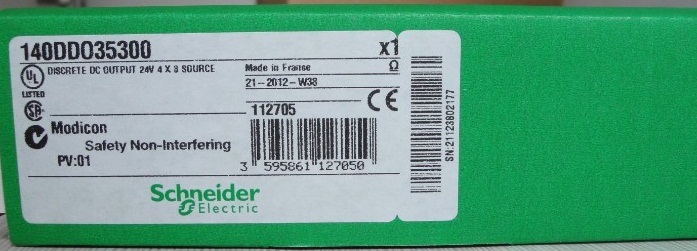 140DDO35300 x1
DISCRETE DC OUTPUT 24V 4 X 8 SOURCE
Made in France Ω
21-2012-W38
UL
LISTED
112705
CE
Modicon
Safety Non-Interfering
PV:01
3 595861 127050
Schneider
Electric
SN:21123802177